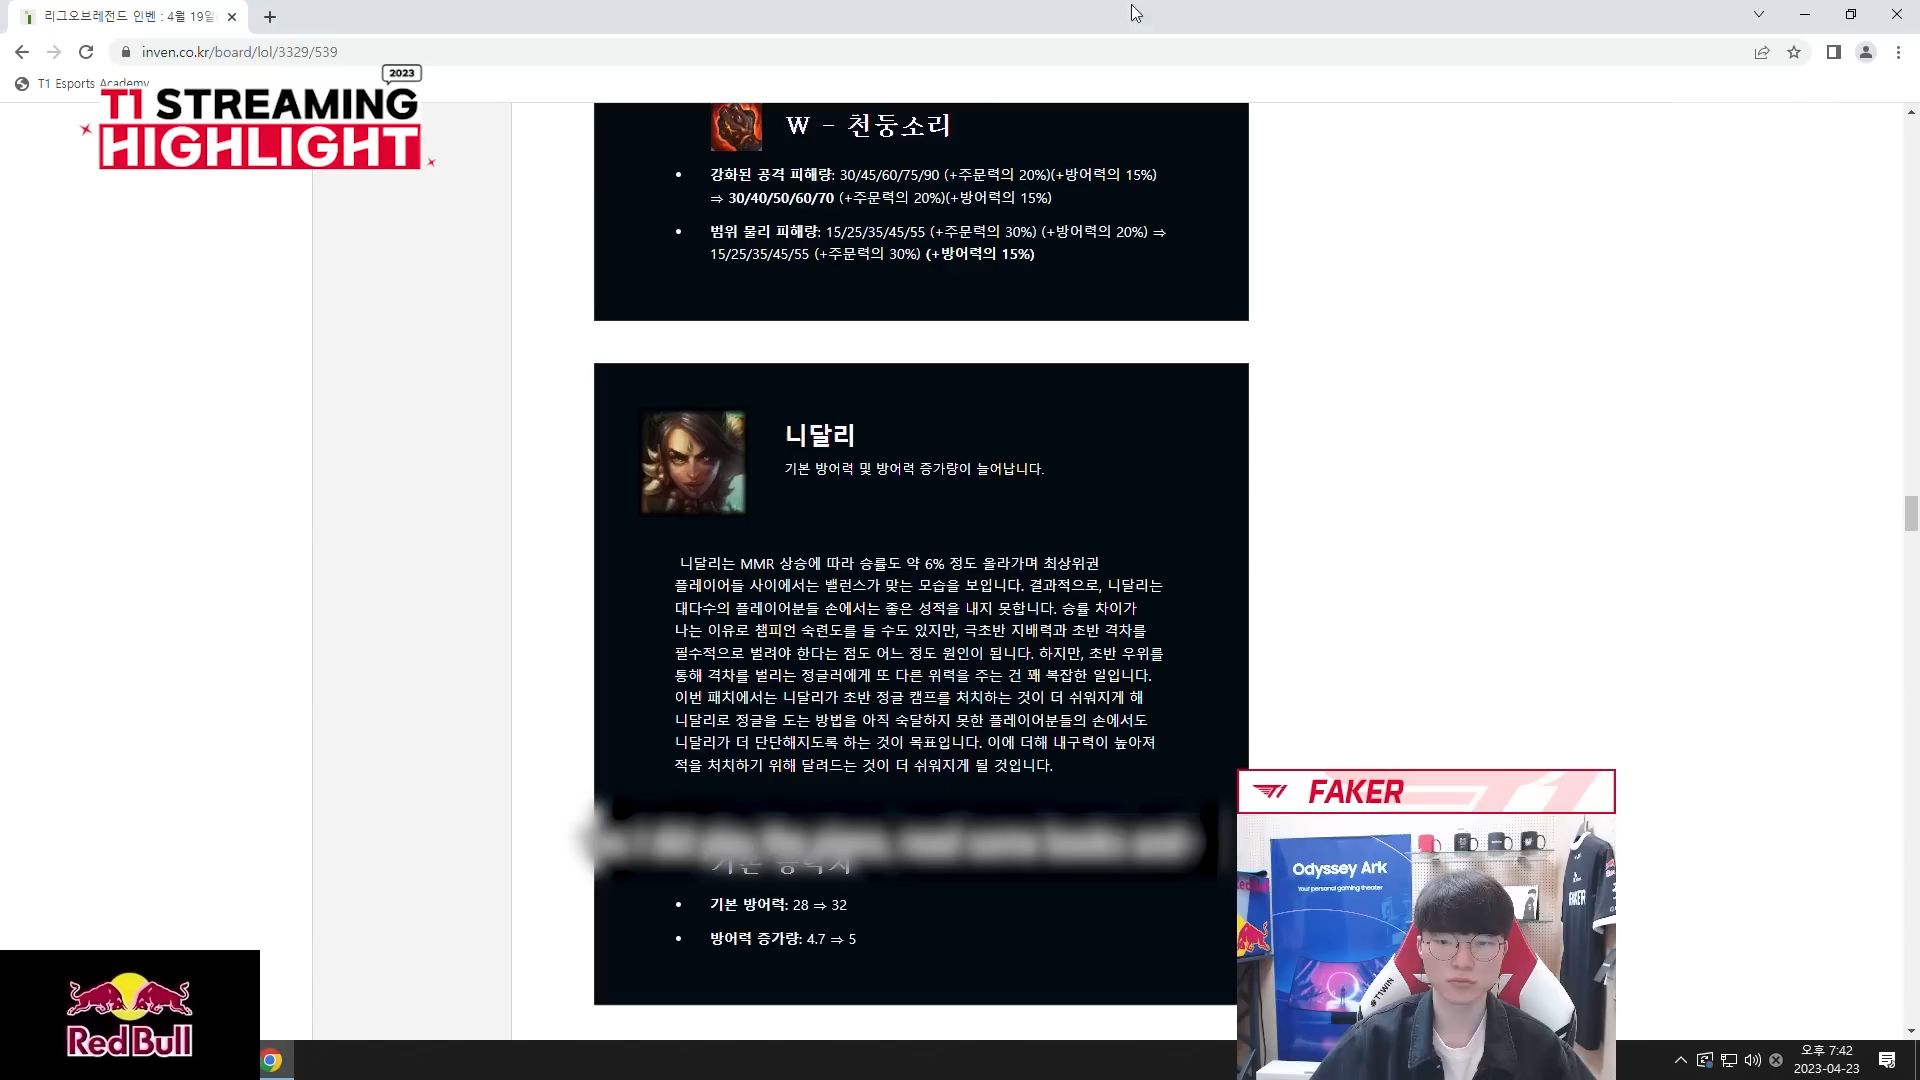 리그오브레전드 인벤 : 4월 19일
inven.co.kr/board/lol/3329/539
T1 Esports Academy
2023
T1 STREAMING
HIGHLIGHT
W - 천둥소리
• 강화된 공격 피해량: 30/45/60/75/90 (+주문력의 20%)(+방어력의 15%)
⇒ 30/40/50/60/70 (+주문력의 20%)(+방어력의 15%)
• 범위 물리 피해량: 15/25/35/45/55 (+주문력의 30%) (+방어력의 20%) ⇒
15/25/35/45/55 (+주문력의 30%) (+방어력의 15%)
니달리
기본 방어력 및 방어력 증가량이 늘어납니다.
니달리는 MMR 상승에 따라 승률도 약 6% 정도 올라가며 최상위권
플레이어들 사이에서는 밸런스가 맞는 모습을 보입니다. 결과적으로, 니달리는
대다수의 플레이어분들 손에서는 좋은 성적을 내지 못합니다. 승률 차이가
나는 이유로 챔피언 숙련도를 들 수도 있지만, 극초반 지배력과 초반 격차를
필수적으로 벌려야 한다는 점도 어느 정도 원인이 됩니다. 하지만, 초반 우위를
통해 격차를 벌리는 정글러에게 또 다른 위력을 주는 건 꽤 복잡한 일입니다.
이번 패치에서는 니달리가 초반 정글 캠프를 처치하는 것이 더 쉬워지게 해
니달리로 정글을 도는 방법을 아직 숙달하지 못한 플레이어분들의 손에서도
니달리가 더 단단해지도록 하는 것이 목표입니다. 이에 더해 내구력이 높아져
적을 처치하기 위해 달려드는 것이 더 쉬워지게 될 것입니다.
• 기본 방어력: 28 ⇒ 32
• 방어력 증가량: 4.7 ⇒ 5
FAKER
Odyssey Ark
Your personal gaming theater
FAKER
#T1WIN
Red Bull
오후 7:42
2023-04-23